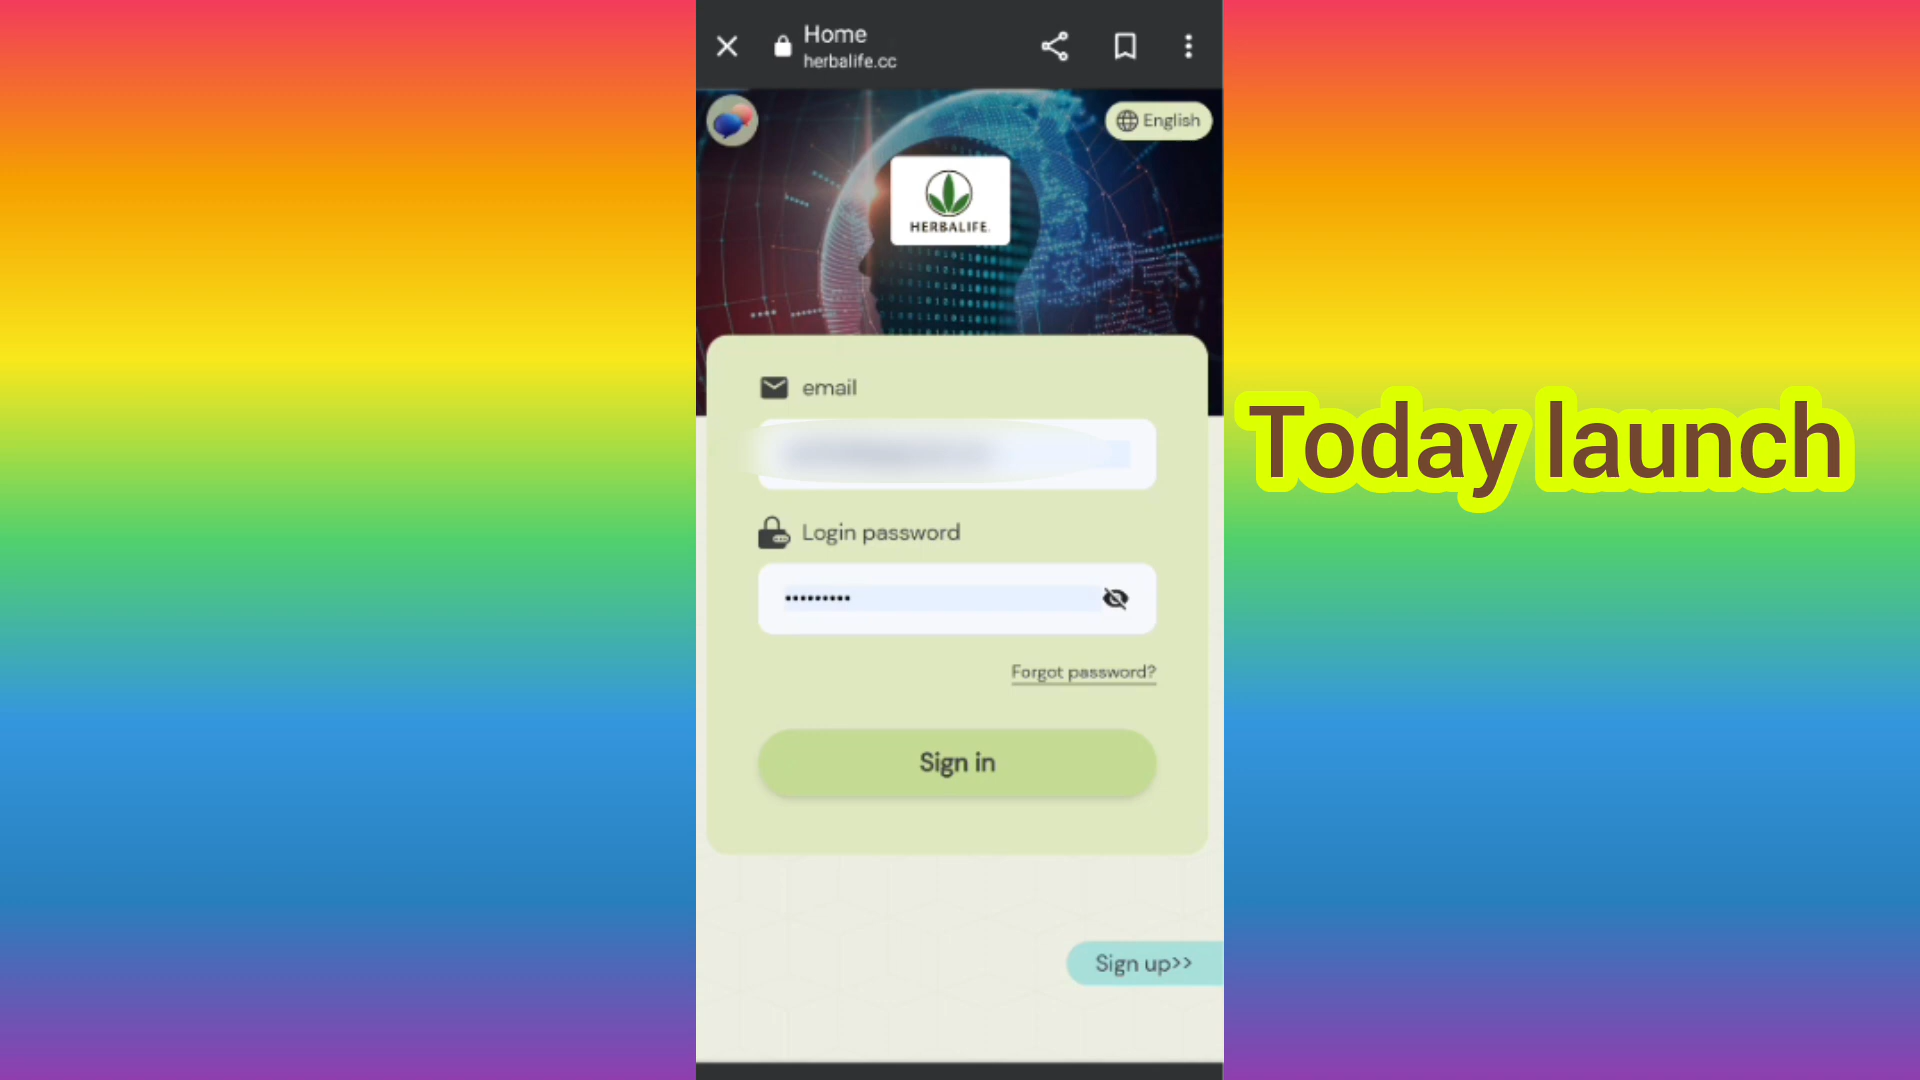 Home
herbalife.cc
English
HERBALIFE.
email
Login password
•••••••••
Forgot password?
Sign in
Sign up>>
Today launch